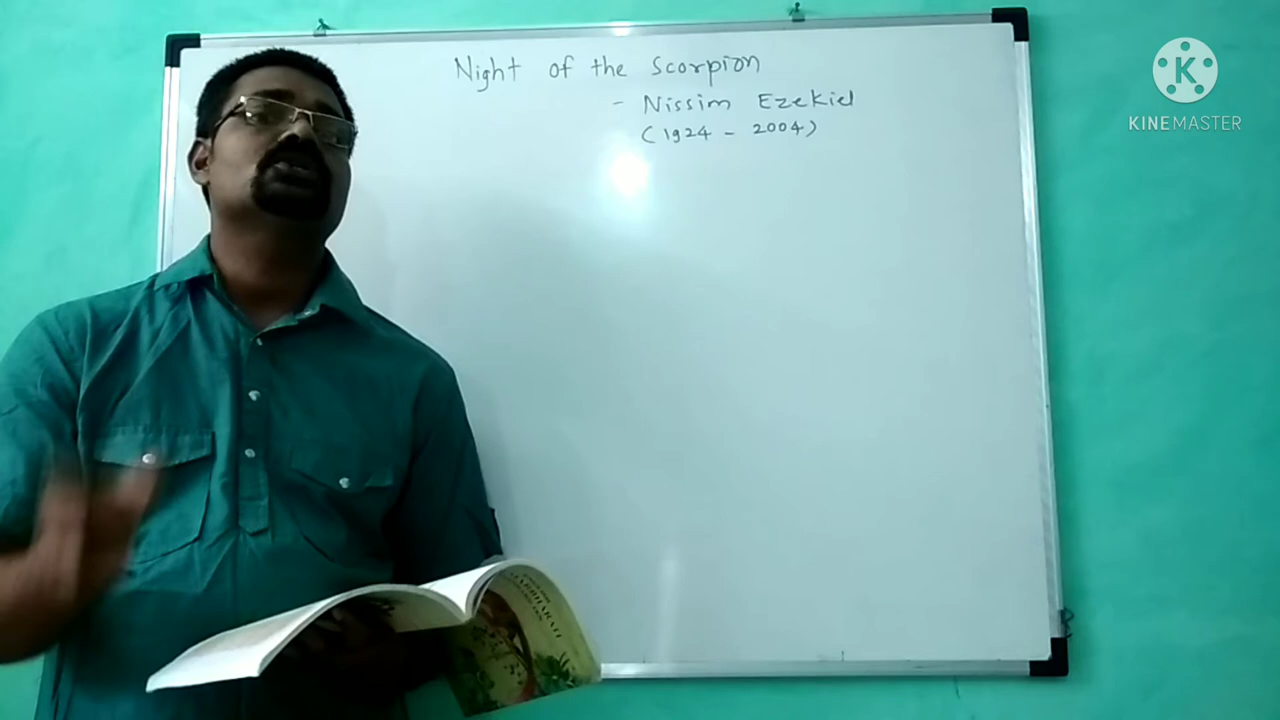 Night of the Scorpion
- Nissim Ezekiel
(1924 - 2004)
K
KINEMASTER